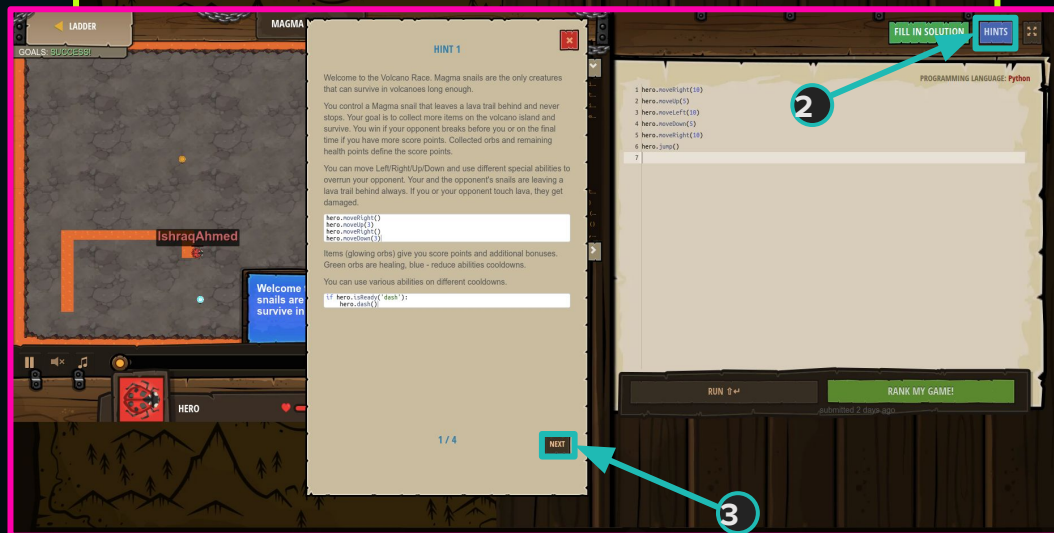 LADDER
MAGMA
GOALS: SUCCESS!
IshraqAhmed
Welcome
snails are
survive in
HERO
HINT 1
×
Welcome to the Volcano Race. Magma snails are the only creatures
that can survive in volcanoes long enough.
You control a Magma snail that leaves a lava trail behind and never
stops. Your goal is to collect more items on the volcano island and
survive. You win if your opponent breaks before you or on the final
time if you have more score points. Collected orbs and remaining
health points define the score points.
You can move Left/Right/Up/Down and use different special abilities to
overrun your opponent. Your and the opponent's snails are leaving a
lava trail behind always. If you or your opponent touch lava, they get
damaged.
hero.moveRight()
hero.moveUp(3)
hero.moveRight()
hero.moveDown(3)
Items (glowing orbs) give you score points and additional bonuses.
Green orbs are healing, blue - reduce abilities cooldowns.
You can use various abilities on different cooldowns.
if hero.isReady('dash'):
hero.dash()
1 / 4
NEXT
3
FILL IN SOLUTION
HINTS
2
PROGRAMMING LANGUAGE: Python
1 hero.moveRight(10)
2 hero.moveUp(5)
3 hero.moveLeft(10)
4 hero.moveDown(5)
5 hero.moveRight(10)
6 hero.jump()
7
RUN ⇧↵
RANK MY GAME!
submitted 2 days ago